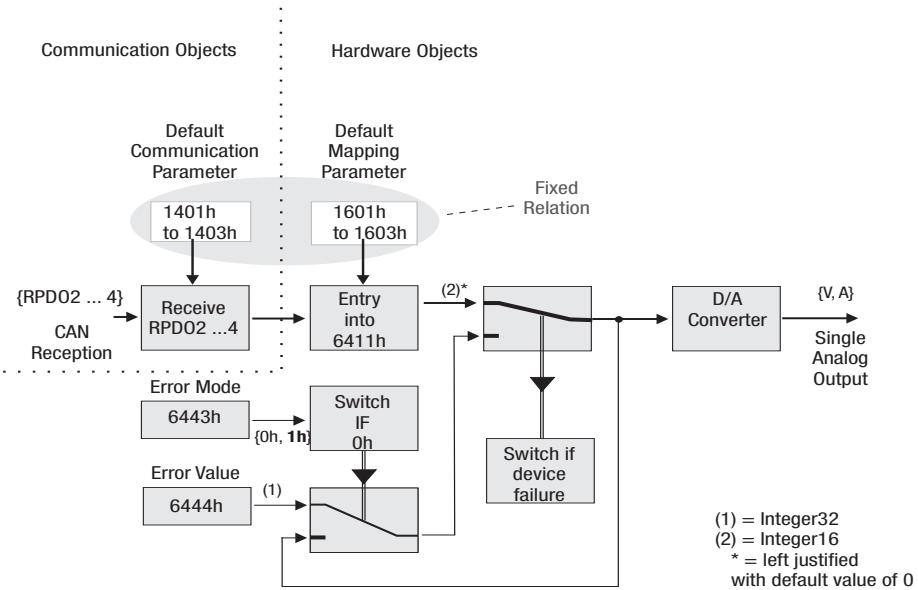 Communication Objects
Hardware Objects
Default
Communication
Parameter
Default
Mapping
Parameter
Fixed
Relation
1401h
to 1403h
1601h
to 1603h
{RPDO2 ... 4}
CAN
Reception
Receive
RPDO2 ...4
Entry
into
6411h
(2)*
D/A
Converter
{V, A}
Single
Analog
Output
Error Mode
6443h
{0h, 1h}
Switch
IF
0h
Switch if
device
failure
Error Value
6444h
(1)
(1) = Integer32
(2) = Integer16
* = left justified
with default value of 0